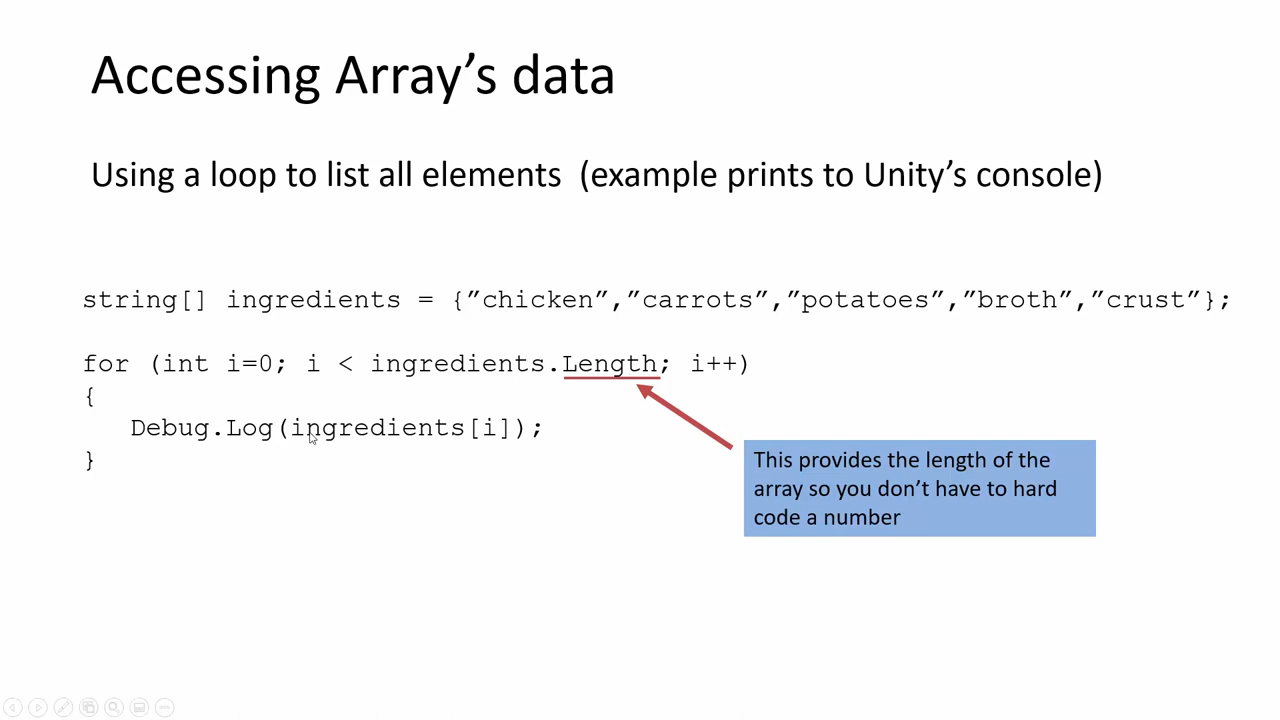 Accessing Array’s data
Using a loop to list all elements  (example prints to Unity’s console)
string[] ingredients = {”chicken”,”carrots”,”potatoes”,”broth”,”crust”};
for (int i=0; i < ingredients.Length; i++)
{
   Debug.Log(ingredients[i]);
}
This provides the length of the
array so you don’t have to hard
code a number